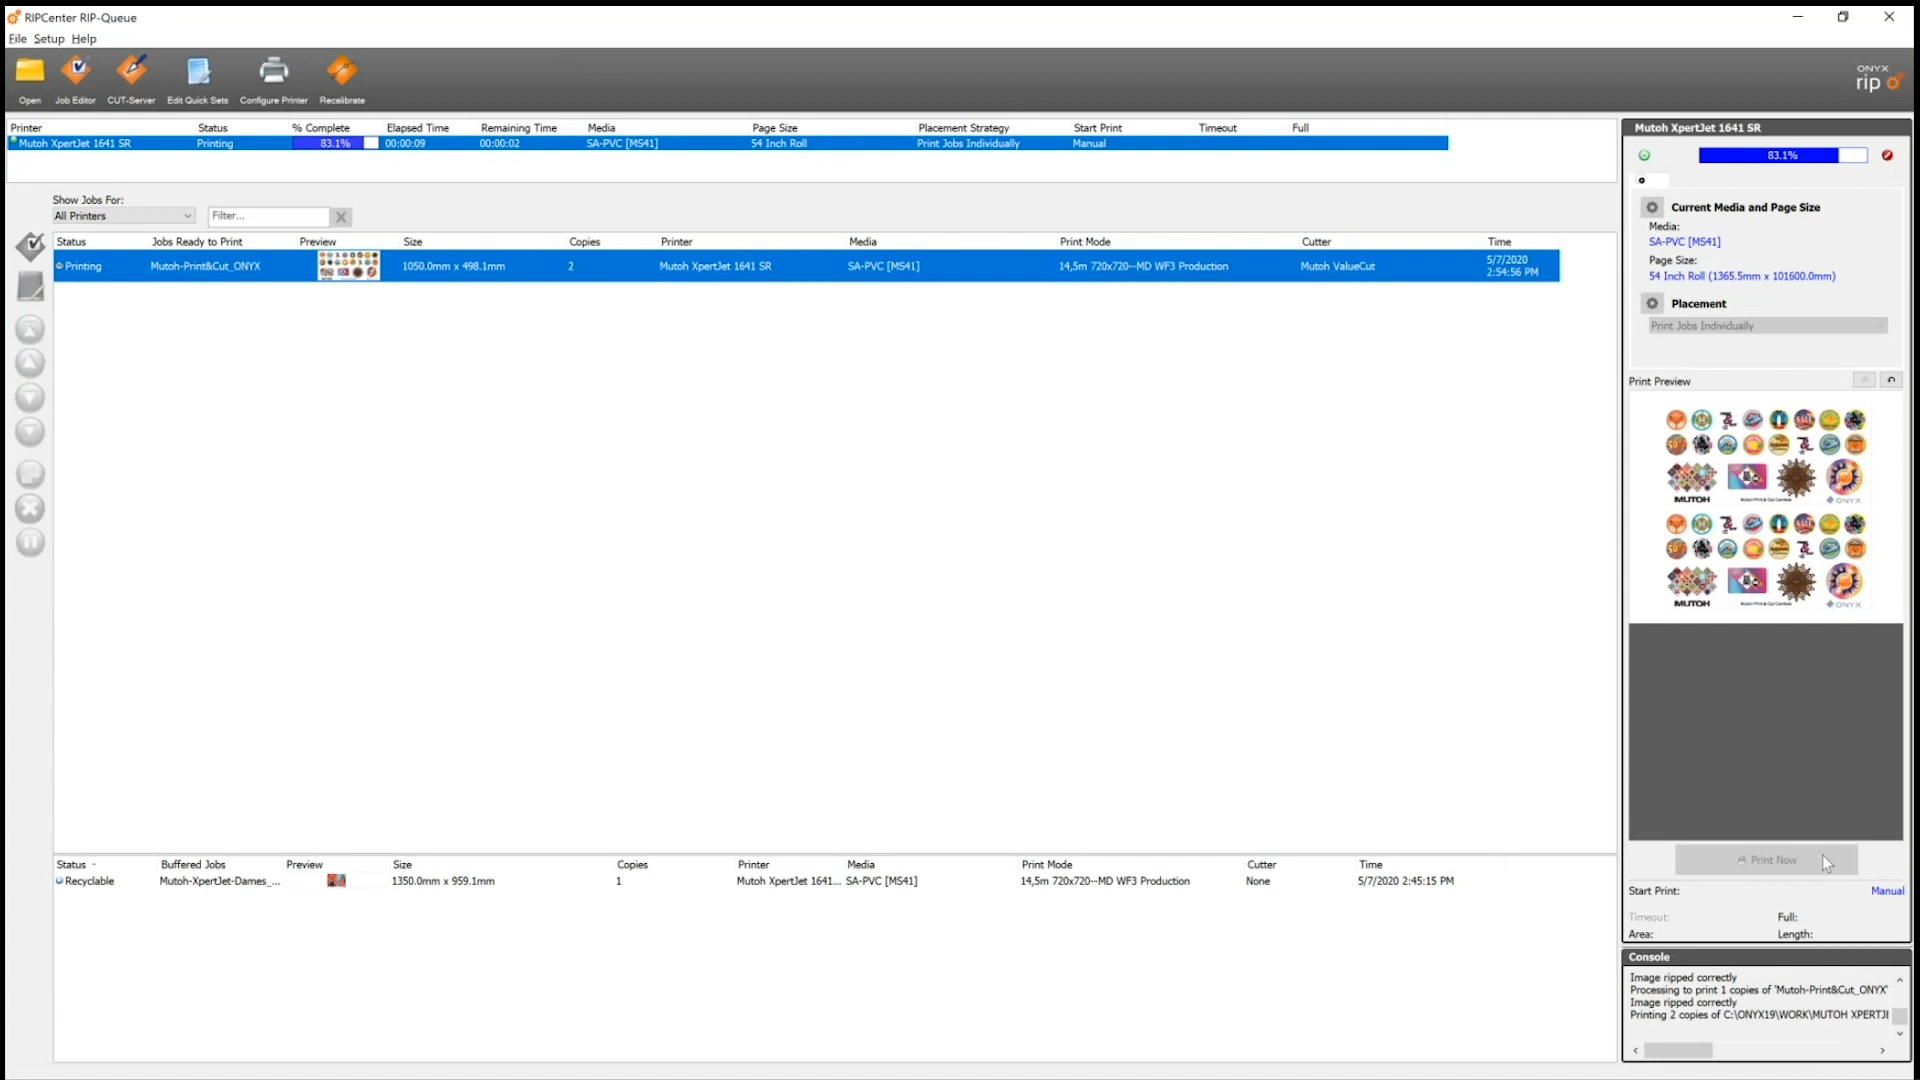 RIPCenter RIP-Queue
File Setup Help
Open Job Editor CUT-Server Edit Quick Sets Configure Printer Recalibrate
ONYX
rip
Printer Status % Complete Elapsed Time Remaining Time Media Page Size Placement Strategy Start Print Timeout Full
Mutoh XpertJet 1641 SR Printing 83.1% 00:00:09 00:00:02 SA-PVC [MS41] 54 Inch Roll Print Jobs Individually Manual
Show Jobs For:
All Printers Filter...
Status Jobs Ready to Print Preview Size Copies Printer Media Print Mode Cutter Time
Printing Mutoh-Print&Cut_ONYX 1050.0mm x 498.1mm 2 Mutoh XpertJet 1641 SR SA-PVC [MS41] 14,5m 720x720--MD WF3 Production Mutoh ValueCut 5/7/2020
2:54:56 PM
Status Buffered Jobs Preview Size Copies Printer Media Print Mode Cutter Time
Recyclable Mutoh-XpertJet-Dames_... 1350.0mm x 959.1mm 1 Mutoh XpertJet 1641... SA-PVC [MS41] 14,5m 720x720--MD WF3 Production None 5/7/2020 2:45:15 PM
Mutoh XpertJet 1641 SR
83.1%
Current Media and Page Size
Media:
SA-PVC [MS41]
Page Size:
54 Inch Roll (1365.5mm x 101600.0mm)
Placement
Print Jobs Individually
Print Preview
MUTOH Mutoh Print & Cut Combos ONYX
MUTOH Mutoh Print & Cut Combos ONYX
Print Now
Start Print: Manual
Timeout: Full:
Area: Length:
Console
Image ripped correctly
Processing to print 1 copies of 'Mutoh-Print&Cut_ONYX'
Image ripped correctly
Printing 2 copies of C:\ONYX19\WORK\MUTOH XPERTJI